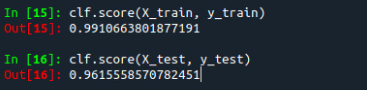 In [15]: clf.score(X_train, y_train)
Out[15]: 0.9910663801877191
In [16]: clf.score(X_test, y_test)
Out[16]: 0.9615558570782451